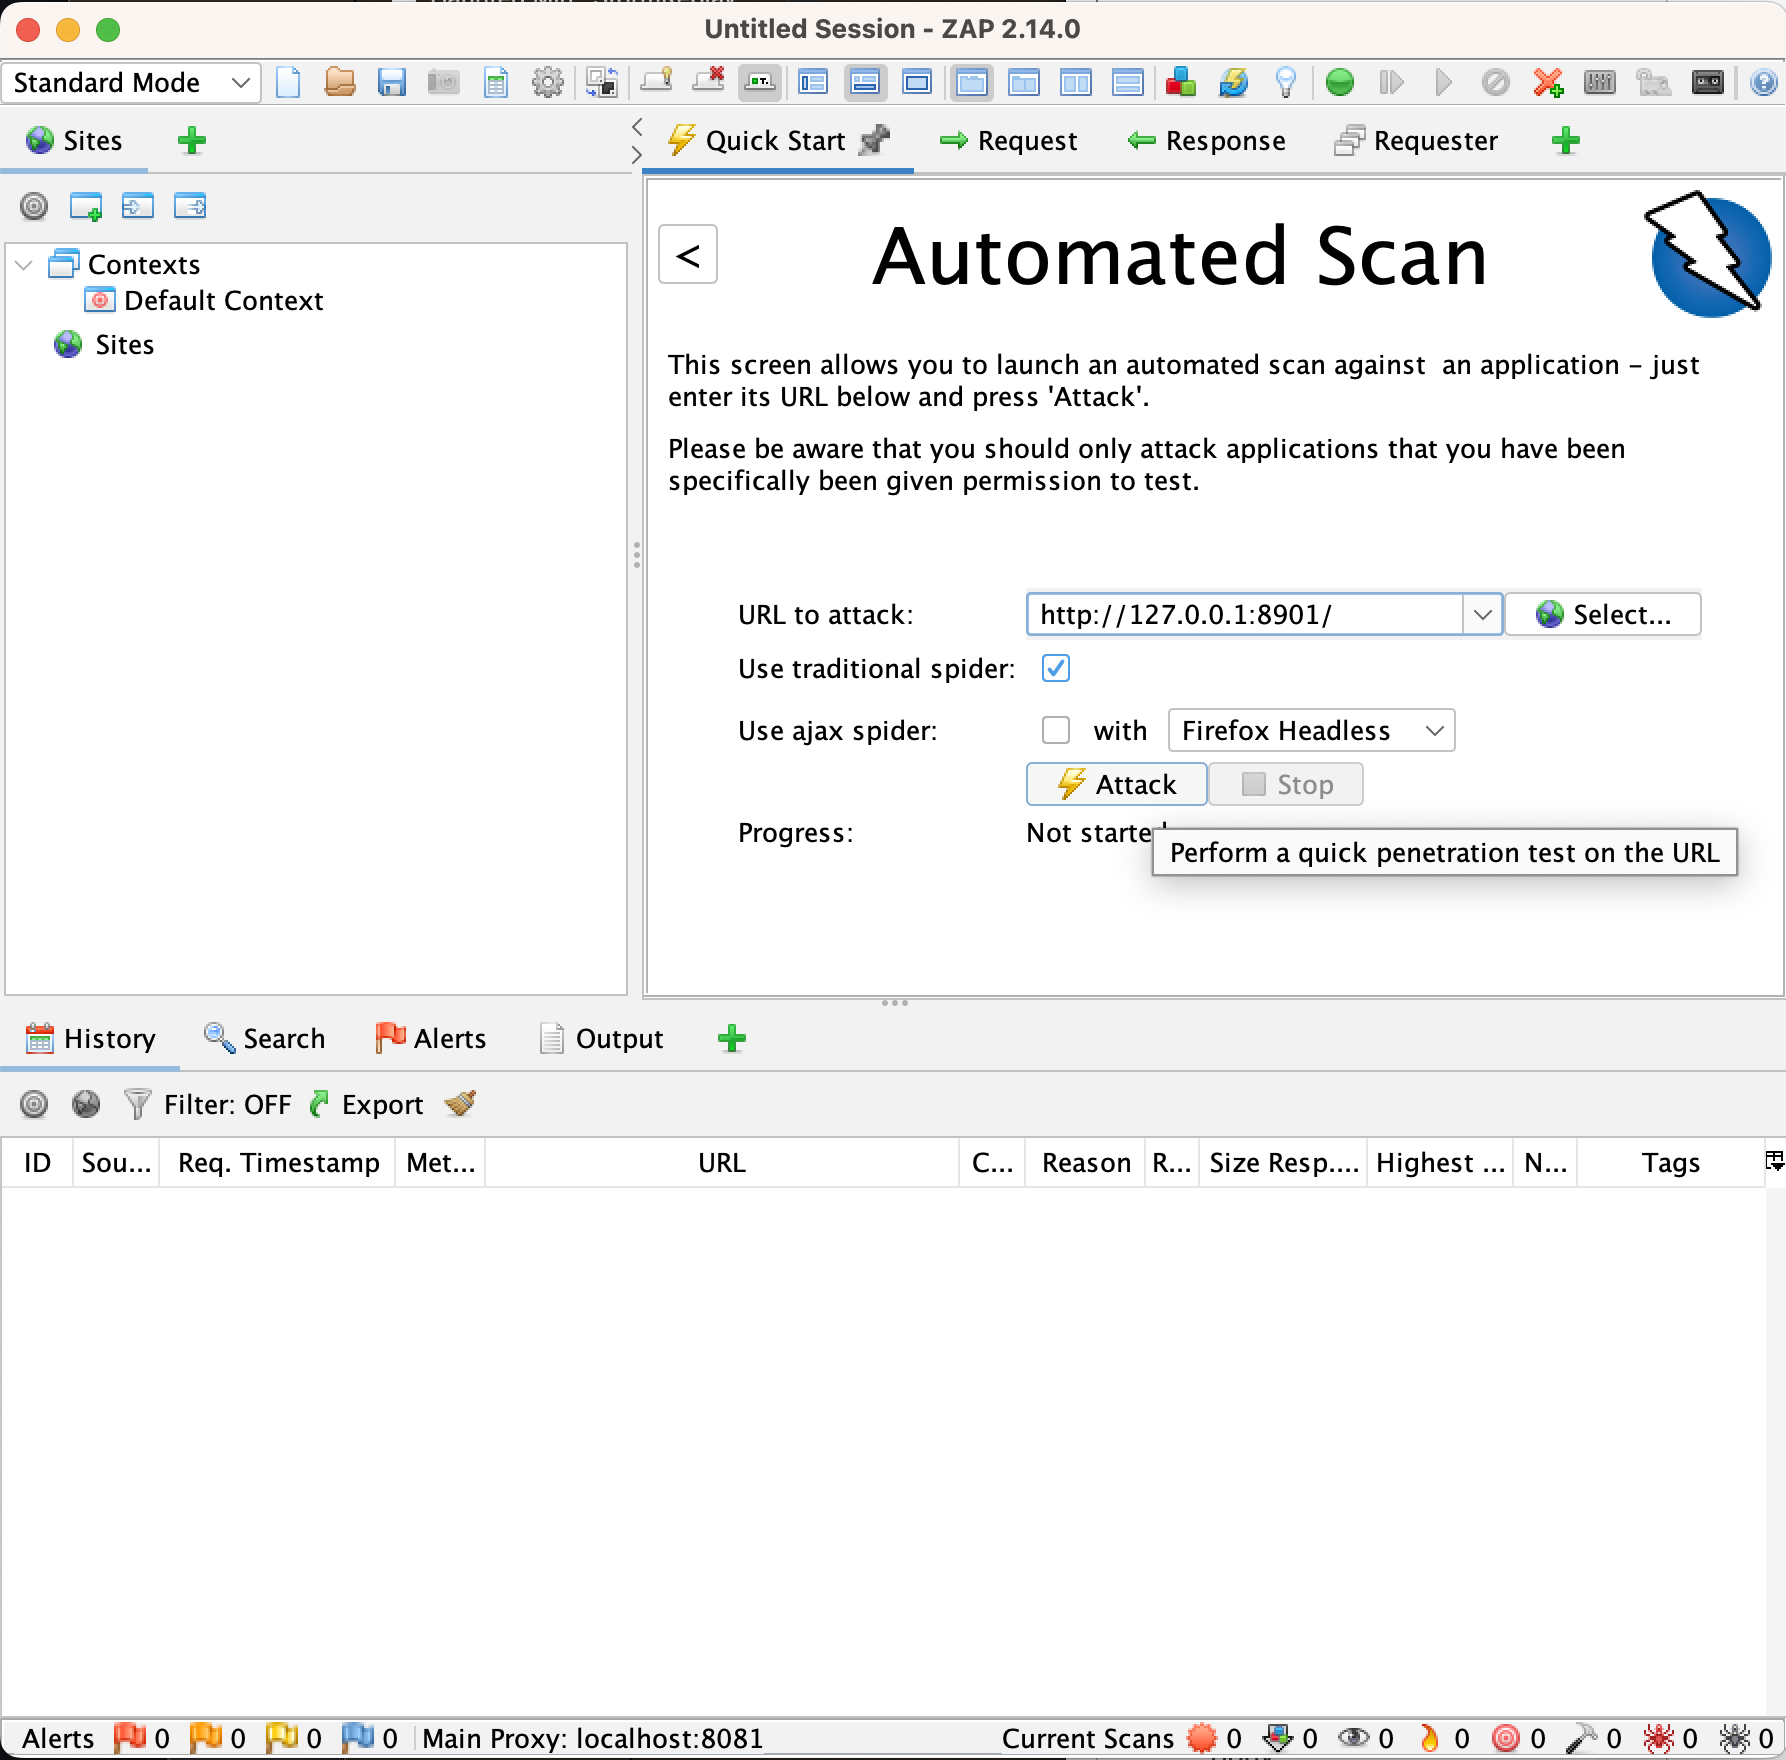 Untitled Session - ZAP 2.14.0
Standard Mode
Sites
Quick Start
Request
Response
Requester
Contexts
Default Context
Sites
<
Automated Scan
This screen allows you to launch an automated scan against  an application – just
enter its URL below and press 'Attack'.
Please be aware that you should only attack applications that you have been
specifically been given permission to test.
URL to attack: http://127.0.0.1:8901/ Select...
Use traditional spider:
Use ajax spider: with Firefox Headless
Attack Stop
Progress: Not started
Perform a quick penetration test on the URL
History Search Alerts Output
Filter: OFF Export
ID Sou... Req. Timestamp Met... URL C... Reason R... Size Resp.... Highest ... N... Tags
Alerts 0 0 0 0 Main Proxy: localhost:8081 Current Scans 0 0 0 0 0 0 0 0